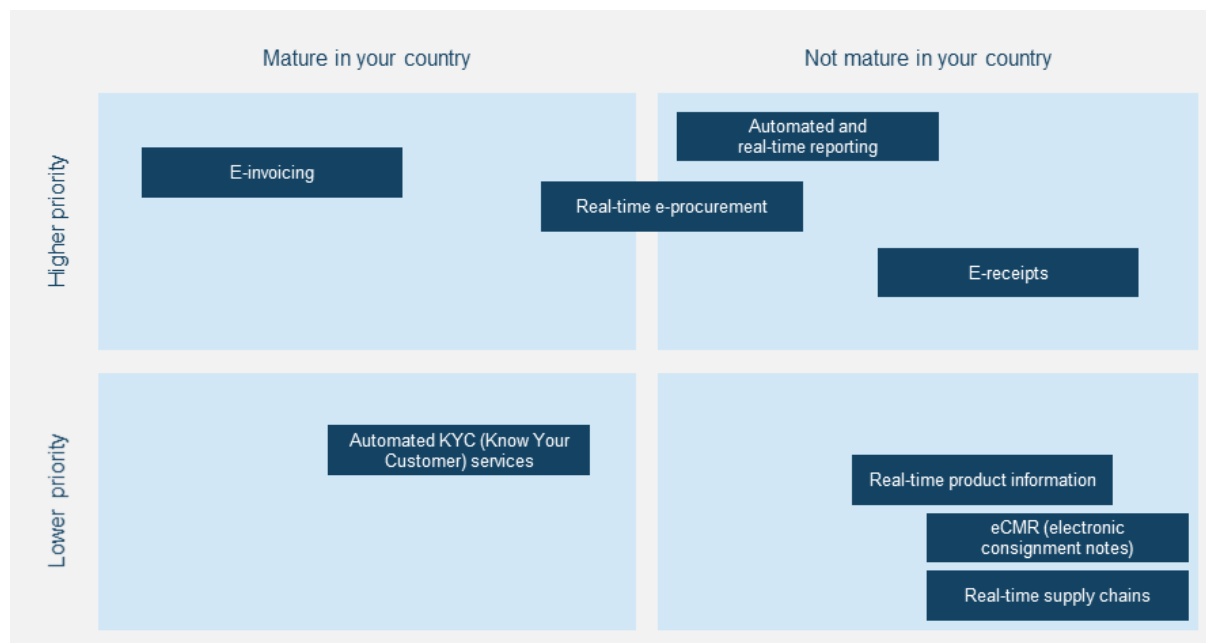 Mature in your country
Not mature in your country
Higher priority
Automated and
real-time reporting
E-invoicing
Real-time e-procurement
E-receipts
Lower priority
Automated KYC (Know Your
Customer) services
Real-time product information
eCMR (electronic
consignment notes)
Real-time supply chains